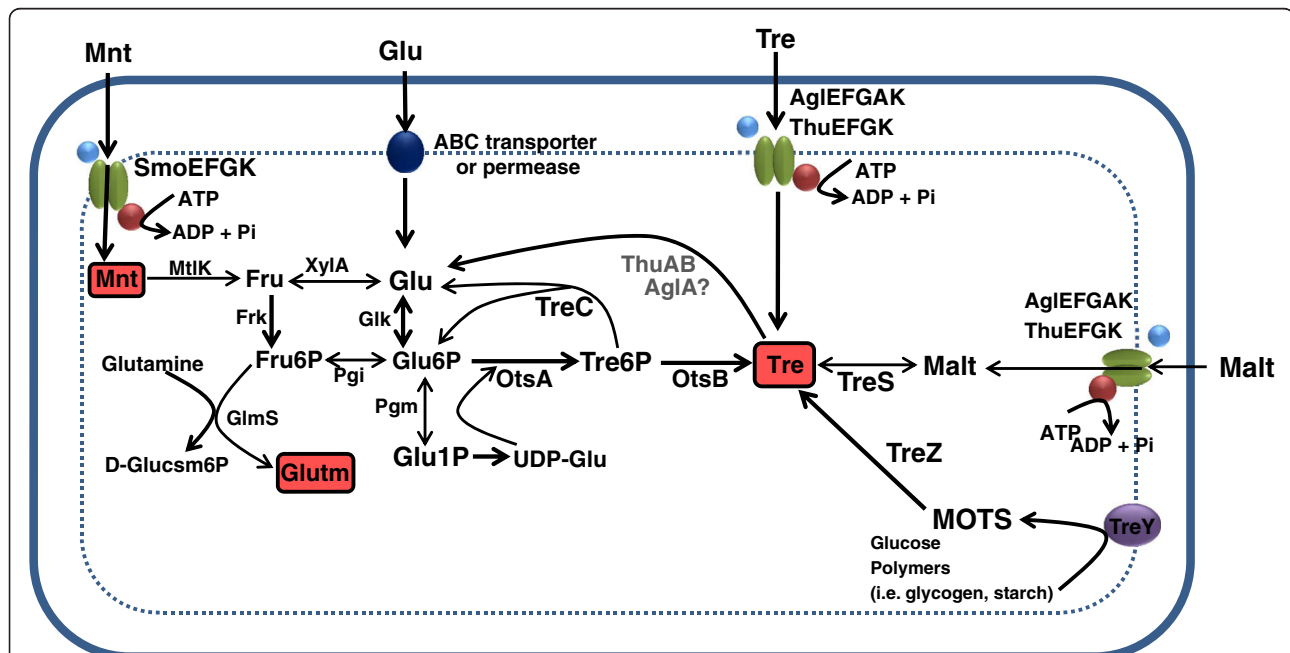 Mnt
Glu
Tre
AglEFGAK
ThuEFGK
ABC transporter
or permease
SmoEFGK
ATP
ADP + Pi
ATP
ADP + Pi
Mnt
MtlK
Fru
XylA
Glu
ThuAB
AglA?
TreC
Frk
Glk
AglEFGAK
ThuEFGK
Glutamine
Fru6P
Pgi
Glu6P
OtsA
Tre6P
OtsB
Tre
TreS
Malt
Malt
GlmS
Pgm
ATP
ADP + Pi
D-Glucsm6P
Glutm
Glu1P
UDP-Glu
TreZ
MOTS
TreY
Glucose
Polymers
(i.e. glycogen, starch)